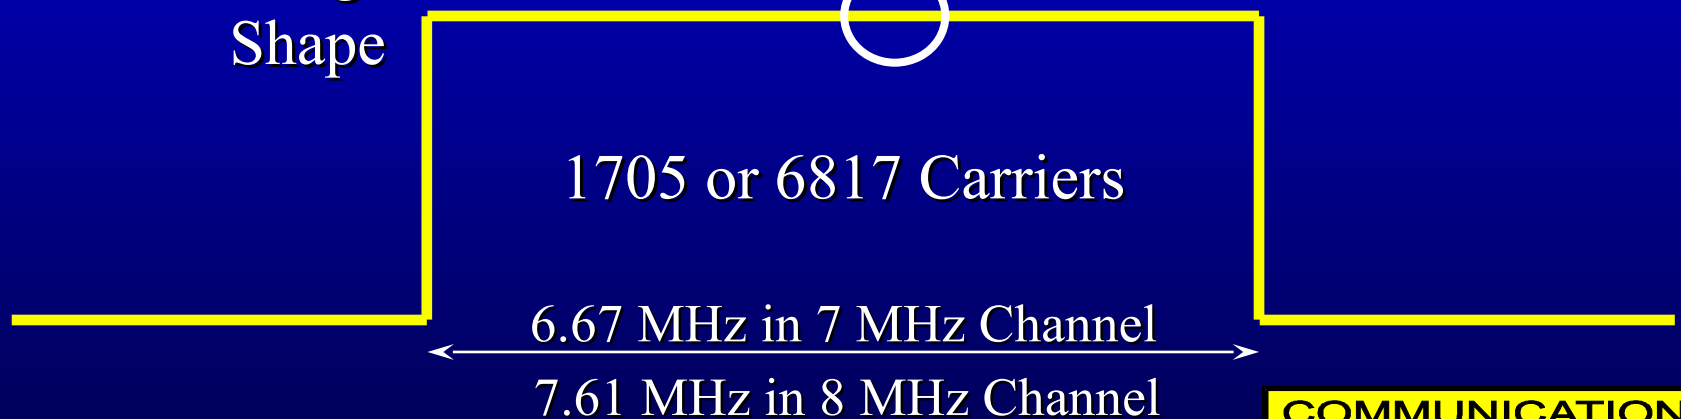 Shape
1705 or 6817 Carriers
6.67 MHz in 7 MHz Channel
7.61 MHz in 8 MHz Channel
COMMUNICATION